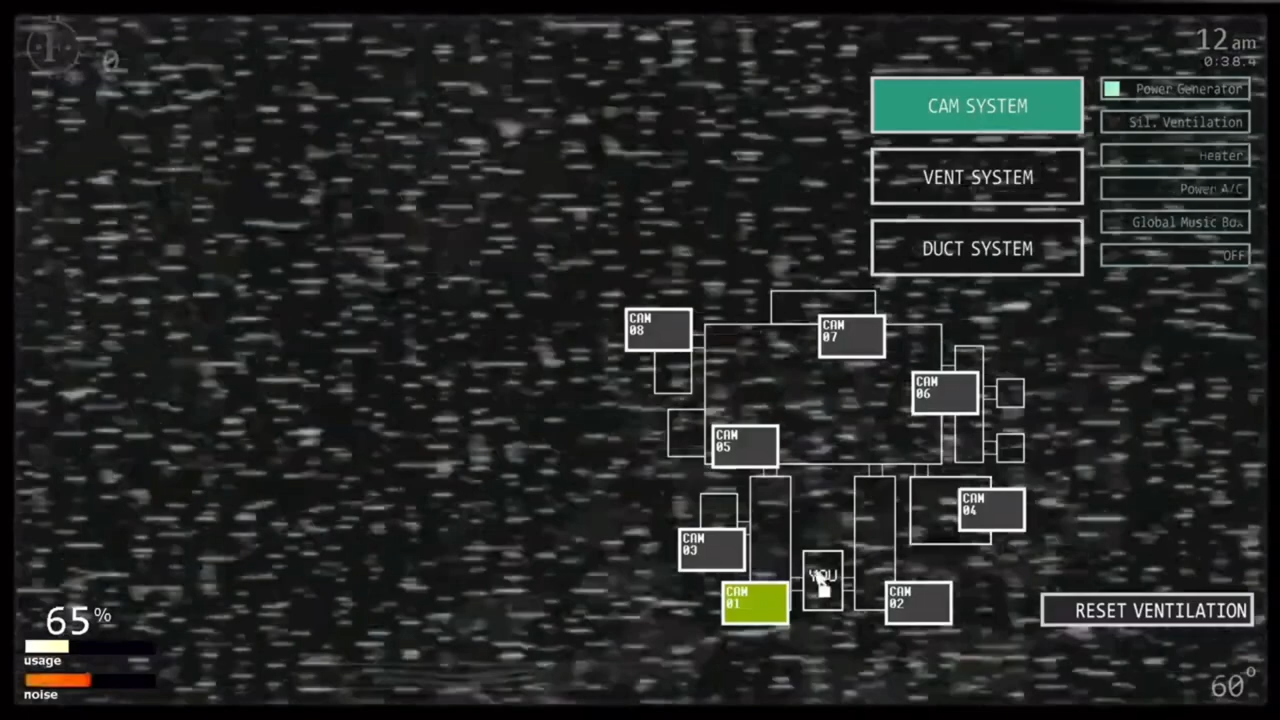 0
12 am
0:38.4
CAM SYSTEM
Power Generator
Sil. Ventilation
VENT SYSTEM
Heater
Power A/C
DUCT SYSTEM
Global Music Box
OFF
CAM
08
CAM
07
CAM
06
CAM
05
CAM
04
CAM
03
YOU
CAM
01
CAM
02
RESET VENTILATION
65%
usage
noise
60°